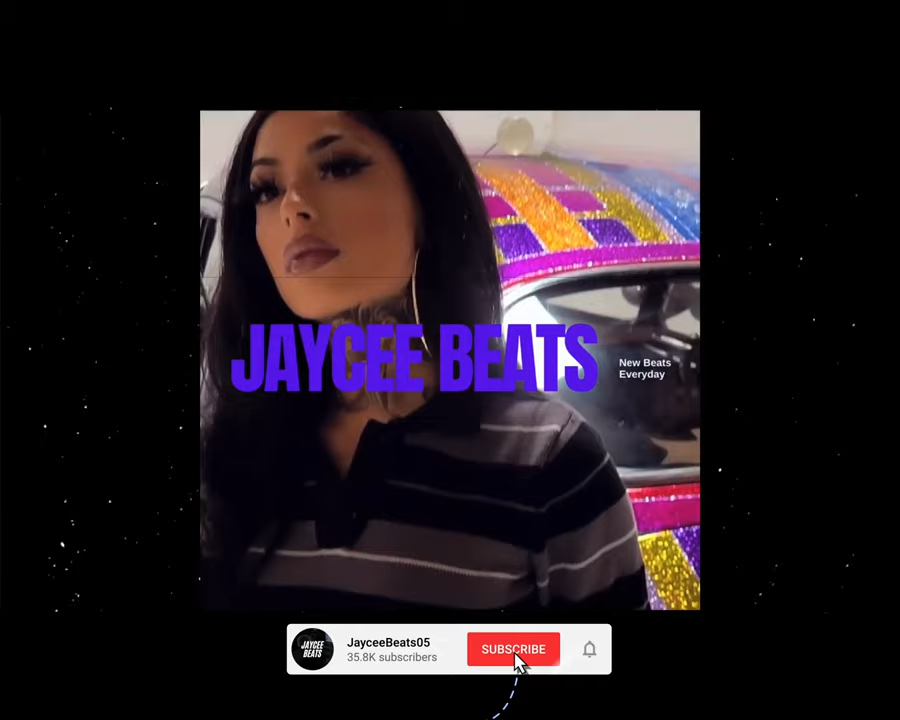 JAYCEE BEATS
New Beats
Everyday
JAYCEE
BEATS
JayceeBeats05
35.8K subscribers
SUBSCRIBE